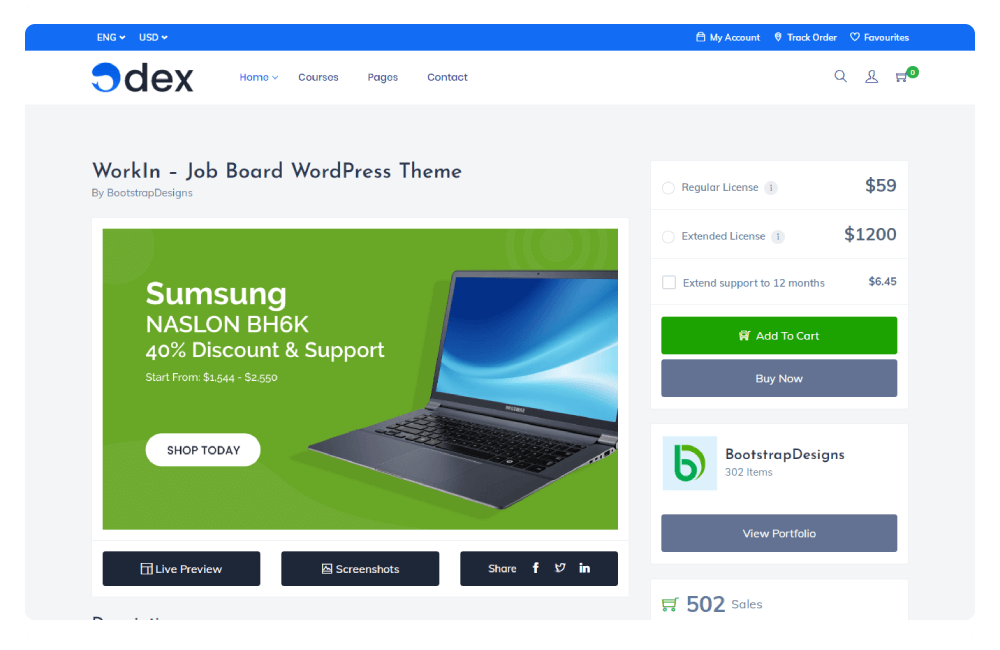 ENG USD My Account Track Order Favourites
dex Home Courses Pages Contact 0
WorkIn – Job Board WordPress Theme
By BootstrapDesigns
Sumsung
NASLON BH6K
40% Discount & Support
Start From: $1,544 - $2,550
SHOP TODAY
Live Preview Screenshots Share
Regular License i $59
Extended License i $1200
Extend support to 12 months $6.45
Add To Cart
Buy Now
BootstrapDesigns
302 Items
View Portfolio
502 Sales